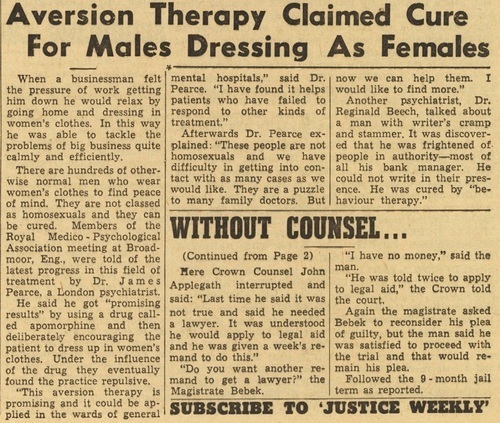 Aversion Therapy Claimed Cure
For Males Dressing As Females
When a businessman felt
the pressure of work getting
him down he would relax by
going home and dressing in
women's clothes. In this way
he was able to tackle the
problems of big business quite
calmly and efficiently.
There are hundreds of other-
wise normal men who wear
women's clothes to find peace
of mind. They are not classed
as homosexuals and they can
be cured. Members of the
Royal Medico - Psychological
Association meeting at Broad-
moor, Eng., were told of the
latest progress in this field of
treatment by Dr. James
Pearce, a London psychiatrist.
He said he got "promising
results" by using a drug call-
ed apomorphine and then
deliberately encouraging the
patient to dress up in women's
clothes. Under the influence
of the drug they eventually
found the practice repulsive.
"This aversion therapy is
promising and it could be ap-
plied in the wards of general
mental hospitals," said Dr.
Pearce. "I have found it helps
patients who have failed to
respond to other kinds of
treatment."
Afterwards Dr. Pearce ex-
plained: "These people are not
homosexuals and we have
difficulty in getting into con-
tact with as many cases as we
would like. They are a puzzle
to many family doctors. But
now we can help them. I
would like to find more."
Another psychiatrist, Dr.
Reginald Beech, talked about
a man with writer's cramp
and stammer. It was discover-
ed that he was frightened of
people in authority—most of
all his bank manager. He
could not write in their pres-
ence. He was cured by "be-
haviour therapy."
WITHOUT COUNSEL...
(Continued from Page 2)
Here Crown Counsel John
Applegath interrupted and
said: "Last time he said it was
not true and said he needed
a lawyer. It was understood
he would apply to legal aid
and he was given a week's re-
mand to do this."
"Do you want another re-
mand to get a lawyer?" the
Magistrate Bebek.
"I have no money," said the
man.
"He was told twice to apply
to legal aid," the Crown told
the court.
Again the magistrate asked
Bebek to reconsider his plea
of guilty, but the man said he
was satisfied to proceed with
the trial and that would re-
main his plea.
Followed the 9-month jail
term as reported.
SUBSCRIBE TO 'JUSTICE WEEKLY'